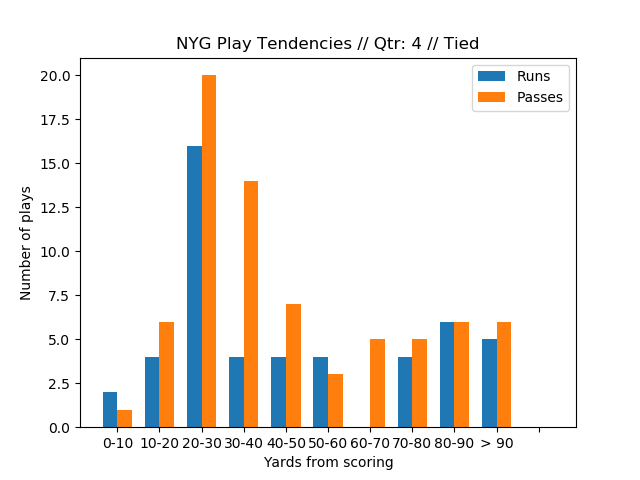 NYG Play Tendencies // Qtr: 4 // Tied
Runs
Passes
20.0
17.5
15.0
12.5
10.0
7.5
5.0
2.5
0.0
Number of plays
0-10 10-20 20-30 30-40 40-50 50-60 60-70 70-80 80-90 > 90
Yards from scoring